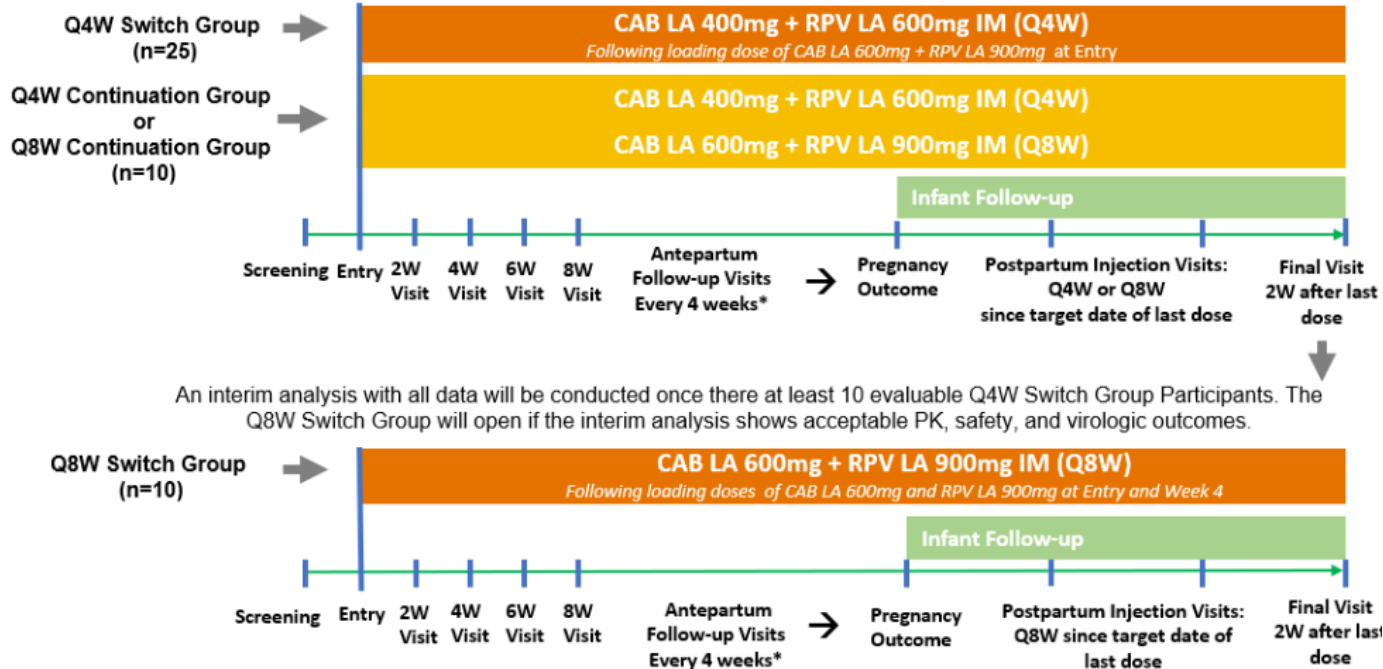 Q4W Switch Group
(n=25)
CAB LA 400mg + RPV LA 600mg IM (Q4W)
Following loading dose of CAB LA 600mg + RPV LA 900mg at Entry
Q4W Continuation Group
or
Q8W Continuation Group
(n=10)
CAB LA 400mg + RPV LA 600mg IM (Q4W)
CAB LA 600mg + RPV LA 900mg IM (Q8W)
Infant Follow-up
Screening
Entry
2W
Visit
4W
Visit
6W
Visit
8W
Visit
Antepartum
Follow-up Visits
Every 4 weeks*
→
Pregnancy
Outcome
Postpartum Injection Visits:
Q4W or Q8W
since target date of last dose
Final Visit
2W after last
dose
An interim analysis with all data will be conducted once there at least 10 evaluable Q4W Switch Group Participants. The
Q8W Switch Group will open if the interim analysis shows acceptable PK, safety, and virologic outcomes.
Q8W Switch Group
(n=10)
CAB LA 600mg + RPV LA 900mg IM (Q8W)
Following loading doses of CAB LA 600mg and RPV LA 900mg at Entry and Week 4
Infant Follow-up
Screening
Entry
2W
Visit
4W
Visit
6W
Visit
8W
Visit
Antepartum
Follow-up Visits
Every 4 weeks*
→
Pregnancy
Outcome
Postpartum Injection Visits:
Q8W since target date of
last dose
Final Visit
2W after last
dose